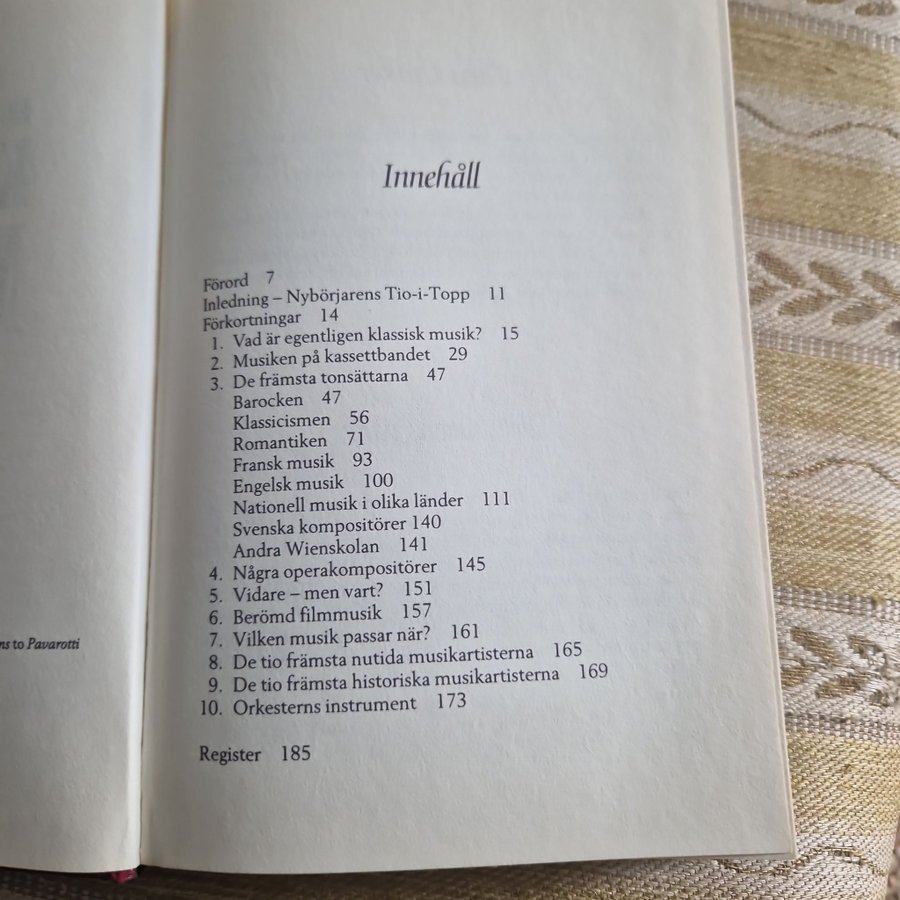 Innehåll
Förord 7
Inledning – Nybörjarens Tio-i-Topp 11
Förkortningar 14
1. Vad är egentligen klassisk musik? 15
2. Musiken på kassettbandet 29
3. De främsta tonsättarna 47
Barocken 47
Klassicismen 56
Romantiken 71
Fransk musik 93
Engelsk musik 100
Nationell musik i olika länder 111
Svenska kompositörer 140
Andra Wienskolan 141
4. Några operakompositörer 145
5. Vidare – men vart? 151
6. Berömd filmmusik 157
7. Vilken musik passar när? 161
8. De tio främsta nutida musikartisterna 165
9. De tio främsta historiska musikartisterna 169
10. Orkesterns instrument 173
Register 185
to Pavarotti